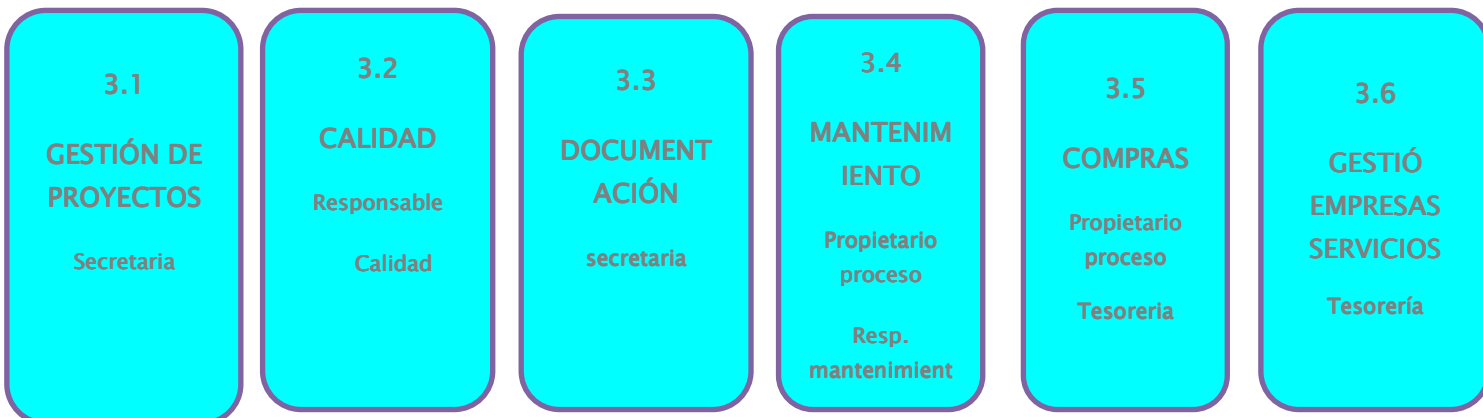 3.1
GESTIÓN DE
PROYECTOS
Secretaria
3.2
CALIDAD
Responsable
Calidad
3.3
DOCUMENT
ACIÓN
secretaria
3.4
MANTENIM
IENTO
Propietario
proceso
Resp.
mantenimient
3.5
COMPRAS
Propietario
proceso
Tesoreria
3.6
GESTIÓ
EMPRESAS
SERVICIOS
Tesorería